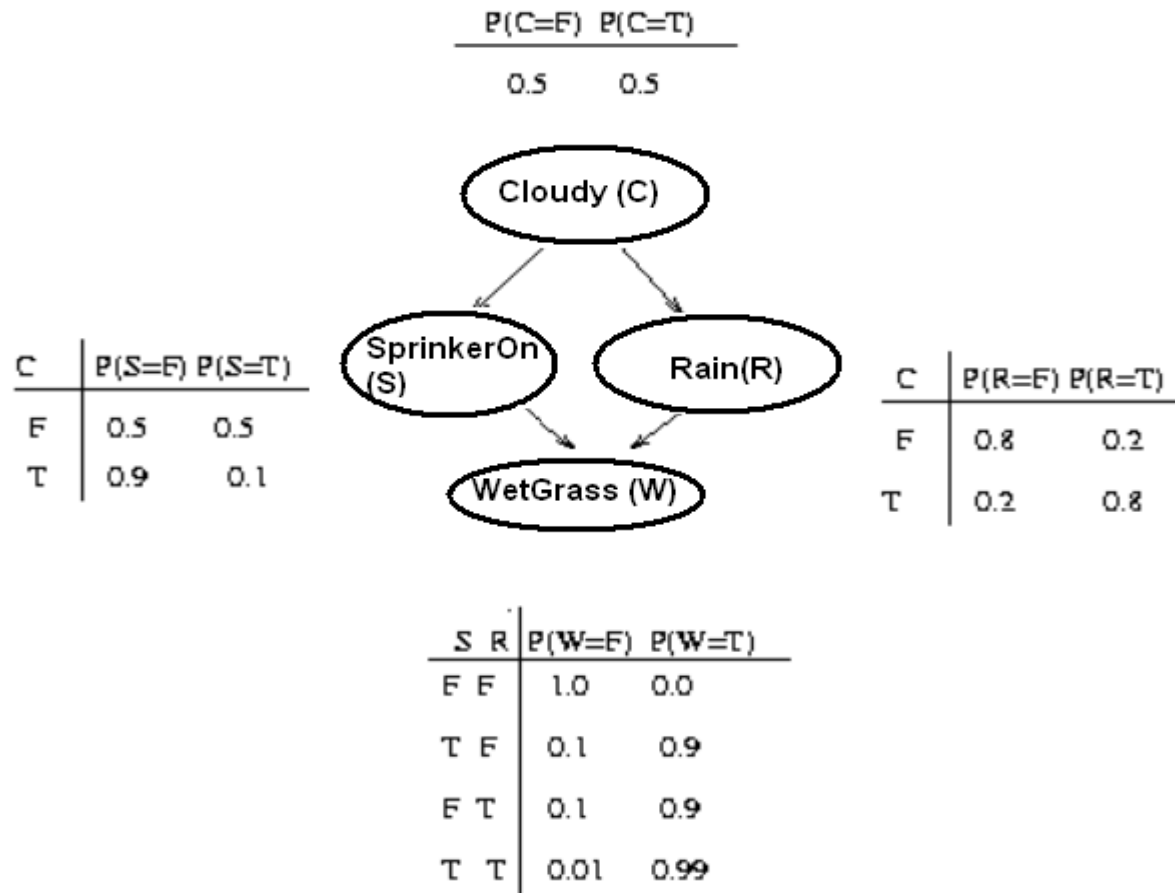 P(C=F) P(C=T)
0.5 0.5
Cloudy (C)
SprinkerOn
(S)
Rain(R)
WetGrass (W)
C P(S=F) P(S=T)
F 0.5 0.5
T 0.9 0.1
C P(R=F) P(R=T)
F 0.8 0.2
T 0.2 0.8
S R P(W=F) P(W=T)
F F 1.0 0.0
T F 0.1 0.9
F T 0.1 0.9
T T 0.01 0.99